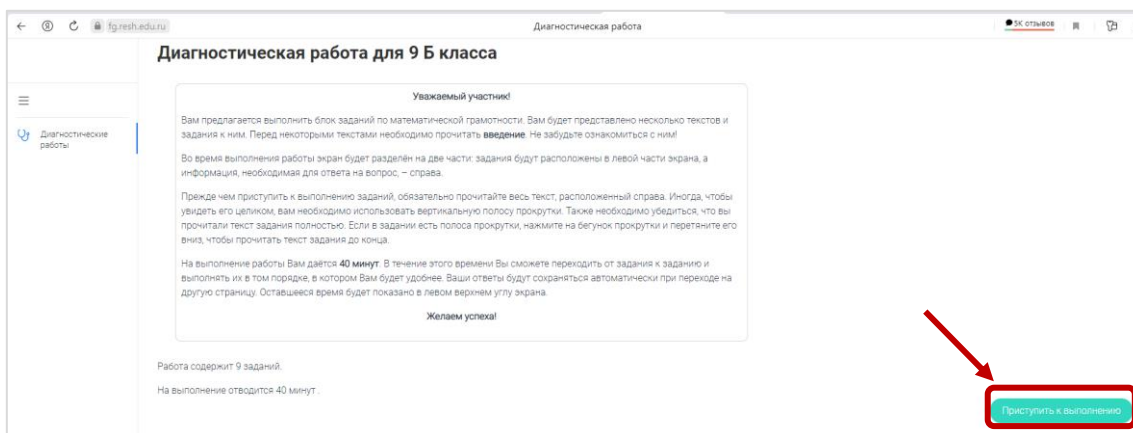 fg.resh.edu.ru
Диагностическая работа
5К отзывов
Диагностическая работа для 9 Б класса
Диагностические
работы
Уважаемый участник!
Вам предлагается выполнить блок заданий по математической грамотности. Вам будет представлено несколько текстов и
задания к ним. Перед некоторыми текстами необходимо прочитать введение. Не забудьте ознакомиться с ним!
Во время выполнения работы экран будет разделён на две части: задания будут расположены в левой части экрана, а
информация, необходимая для ответа на вопрос, – справа.
Прежде чем приступить к выполнению заданий, обязательно прочитайте весь текст, расположенный справа. Иногда, чтобы
увидеть его целиком, вам необходимо использовать вертикальную полосу прокрутки. Также необходимо убедиться, что вы
прочитали текст задания полностью. Если в задании есть полоса прокрутки, нажмите на бегунок прокрутки и перетяните его
вниз, чтобы прочитать текст задания до конца.
На выполнение работы Вам даётся 40 минут. В течение этого времени Вы сможете переходить от задания к заданию и
выполнять их в том порядке, в котором Вам будет удобнее. Ваши ответы будут сохраняться автоматически при переходе на
другую страницу. Оставшееся время будет показано в левом верхнем углу экрана.
Желаем успеха!
Работа содержит 9 заданий.
На выполнение отводится 40 минут.
Приступить к выполнению